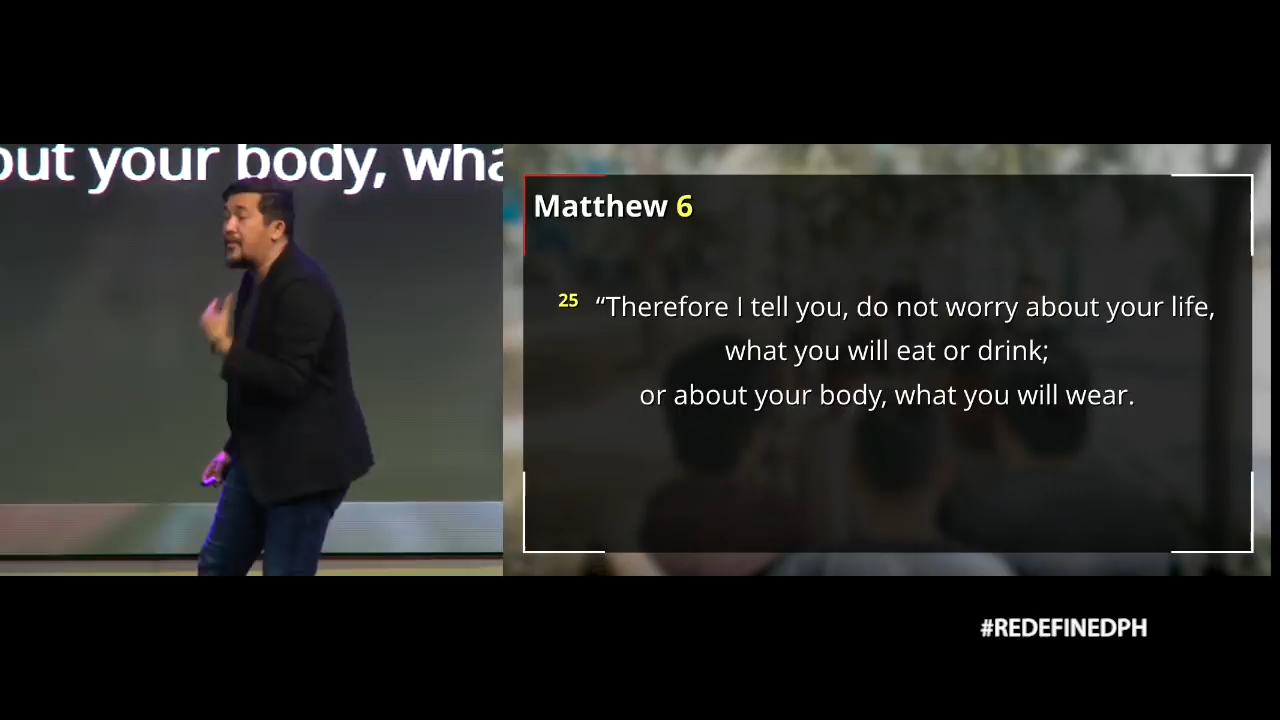 out your body, wha
Matthew 6
25 “Therefore I tell you, do not worry about your life,
what you will eat or drink;
or about your body, what you will wear.
#REDEFINEDPH